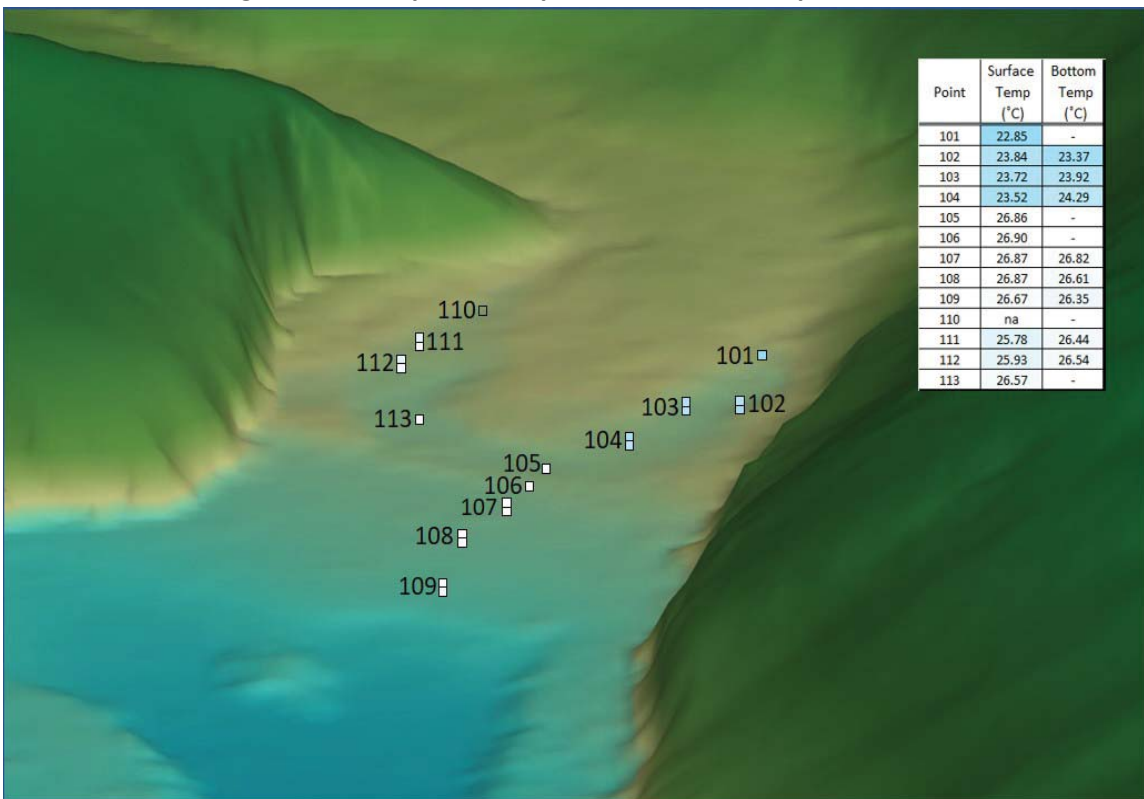 Point Surface Temp (˚C) Bottom Temp (˚C)
101 22.85 -
102 23.84 23.37
103 23.72 23.92
104 23.52 24.29
105 26.86 -
106 26.90 -
107 26.87 26.82
108 26.87 26.61
109 26.67 26.35
110 na -
111 25.78 26.44
112 25.93 26.54
113 26.57 -
110
111
112
101
103
102
113
104
105
106
107
108
109